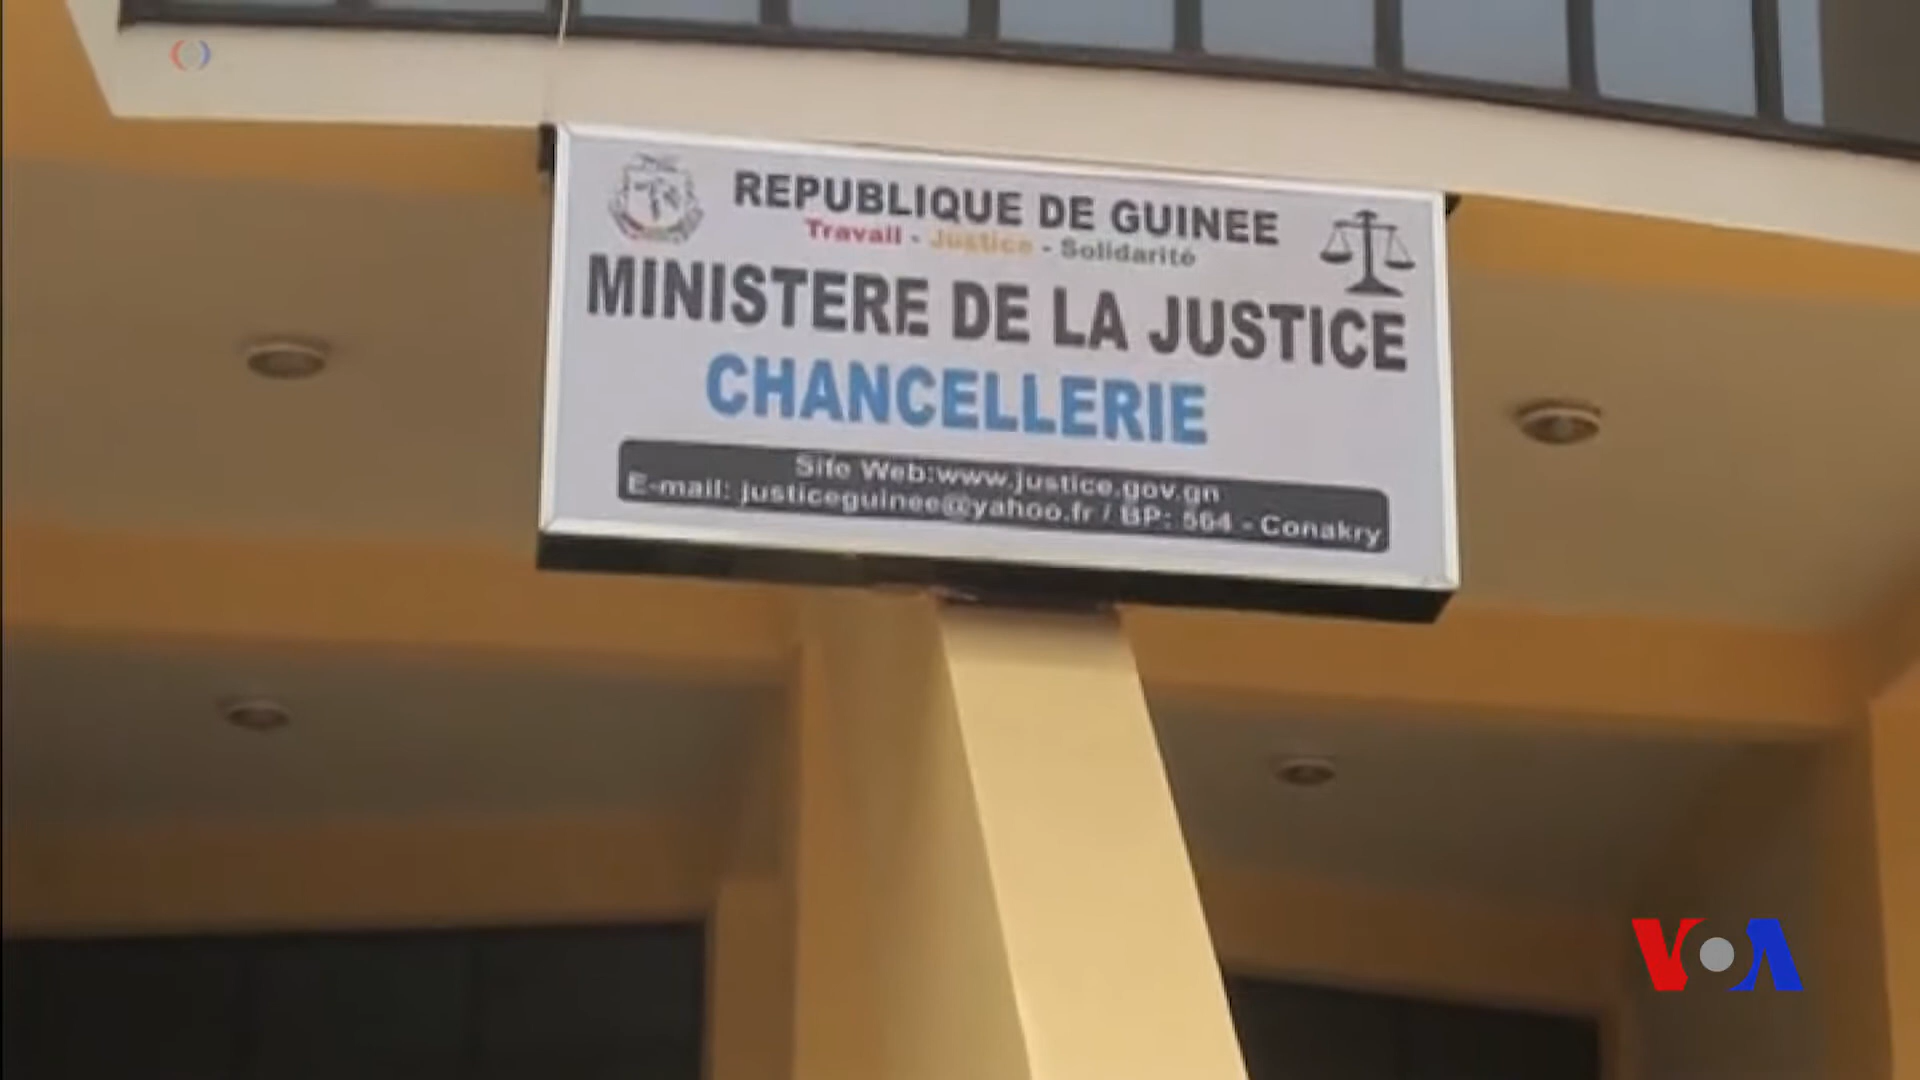 REPUBLIQUE DE GUINEE
Travail - Justice - Solidarité
MINISTERE DE LA JUSTICE
CHANCELLERIE
Site Web:www.justice.gov.gn
E-mail: justiceguinee@yahoo.fr / BP: 564 - Conakry
VOA